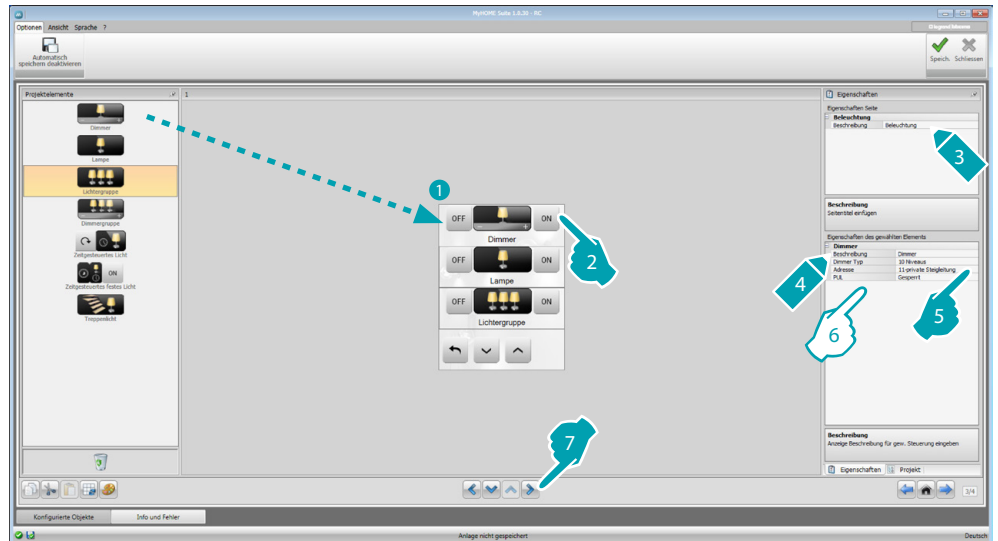 MyHOME Suite 1.0.20 - RC
Optionen Ansicht Sprache ?
Automatisch
speichern deaktivieren
Speich. Schliessen
Projektelemente
1
Eigenschaften
Dimmer
Lampe
Lichtergruppe
Dimmergruppe
Zeitgesteuertes Licht
ON
Zeitgesteuertes festes Licht
Treppenlicht
1
OFF
ON
Dimmer
OFF
ON
Lampe
OFF
ON
Lichtergruppe
2
Eigenschaften Seite
Beleuchtung
Beschreibung Beleuchtung
3
Beschreibung
Seitentitel einfügen
Eigenschaften des gewählten Elements
Dimmer
Beschreibung Dimmer
Dimmer Typ 10 Niveaus
Adresse 11-private Steigleitung
PUL Gesperrt
4
5
6
7
Beschreibung
Anzeige Beschreibung für gew. Steuerung eingeben
Eigenschaften Projekt
3/4
Konfigurierte Objekte Info und Fehler
Anlage nicht gespeichert
Deutsch